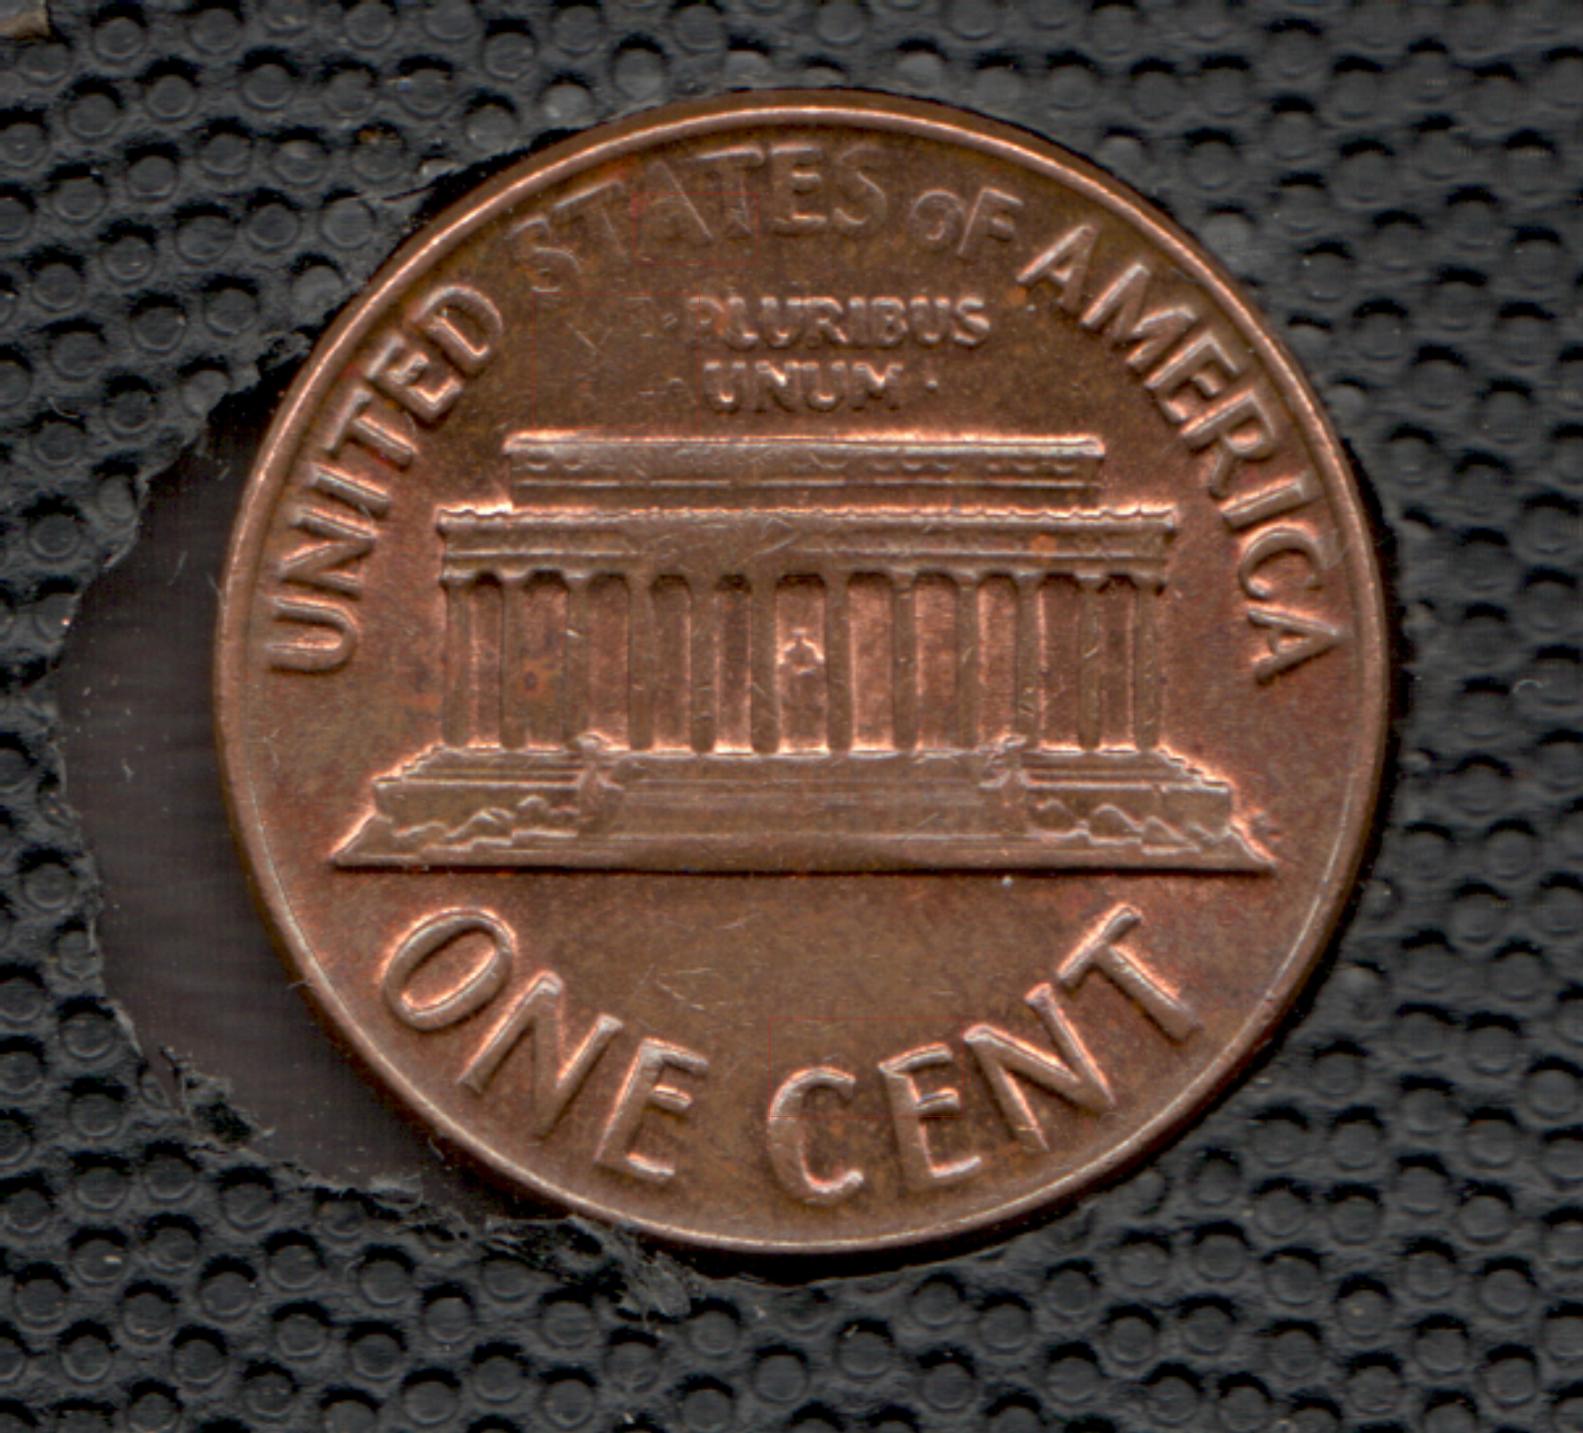 UNITED STATES OF AMERICA
PLURIBUS
UNUM
ONE CENT